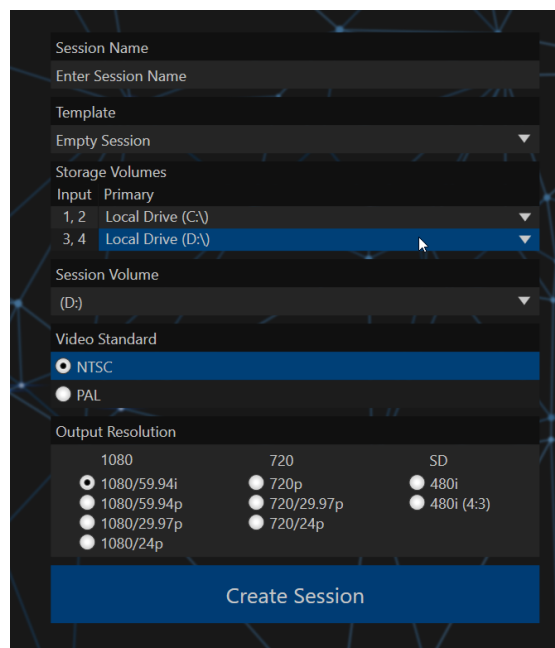 Session Name
Enter Session Name
Template
Empty Session
Storage Volumes
Input Primary
1, 2 Local Drive (C:\)
3, 4 Local Drive (D:\)
Session Volume
(D:)
Video Standard
NTSC
PAL
Output Resolution
1080 720 SD
1080/59.94i 720p 480i
1080/59.94p 720/29.97p 480i (4:3)
1080/29.97p 720/24p
1080/24p
Create Session